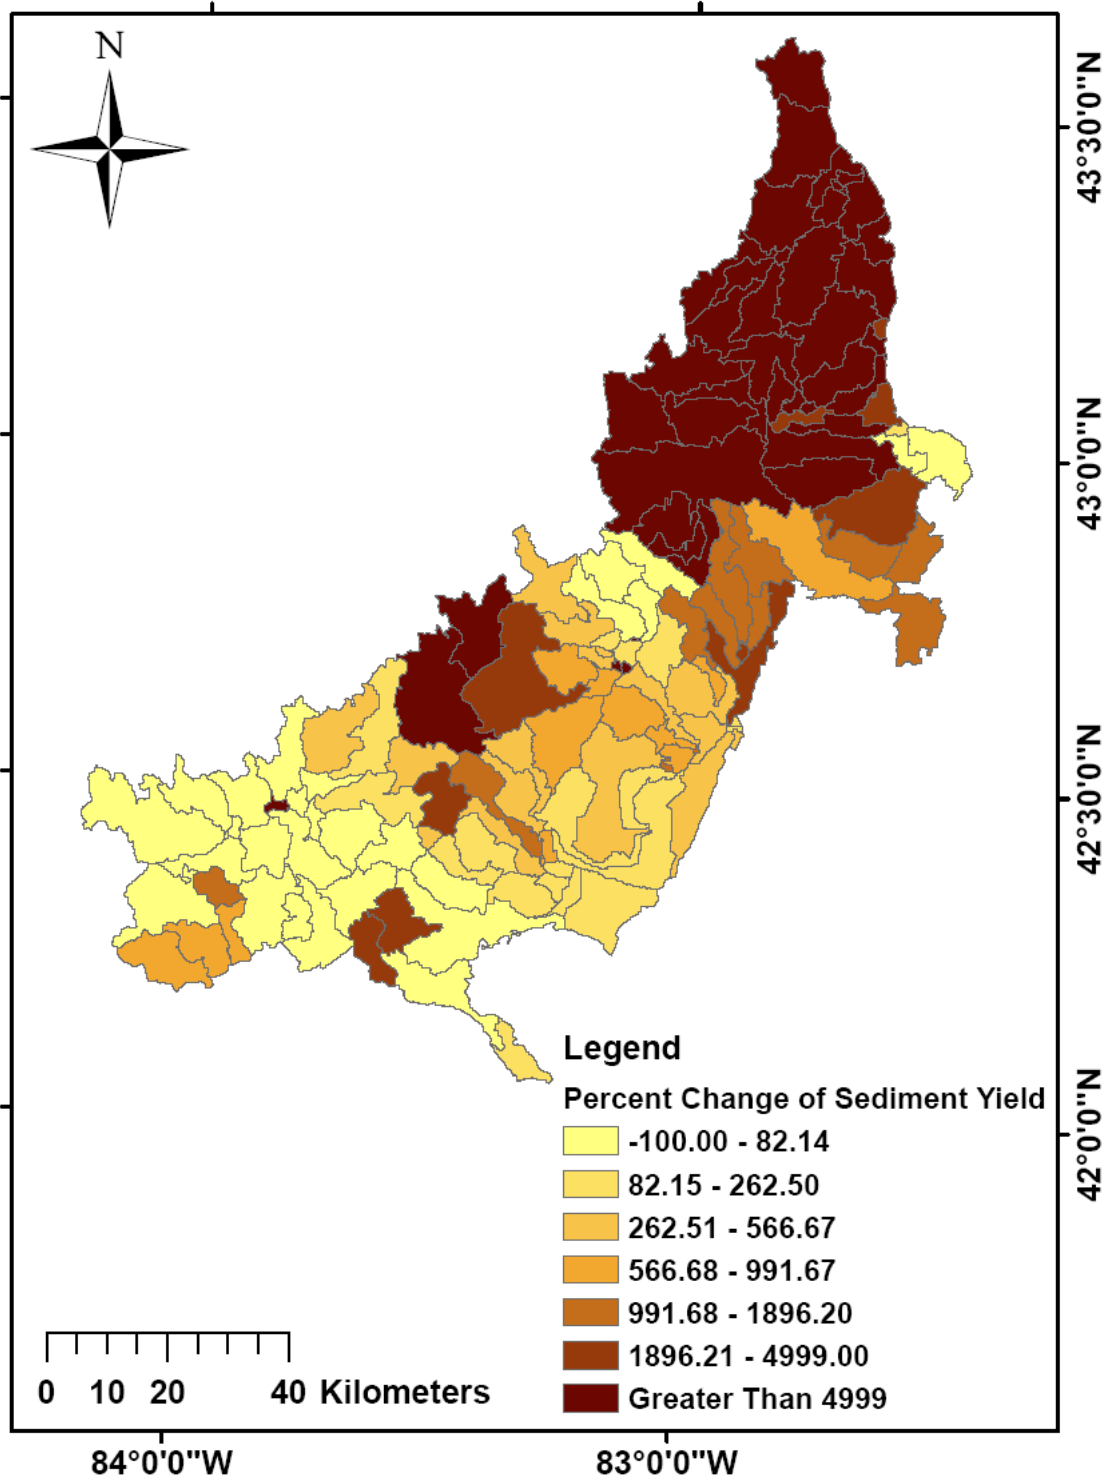 N
43°30'0"N
43°0'0"N
42°30'0"N
42°0'0"N
Legend
Percent Change of Sediment Yield
-100.00 - 82.14
82.15 - 262.50
262.51 - 566.67
566.68 - 991.67
991.68 - 1896.20
1896.21 - 4999.00
Greater Than 4999
0 10 20 40 Kilometers
84°0'0"W 83°0'0"W